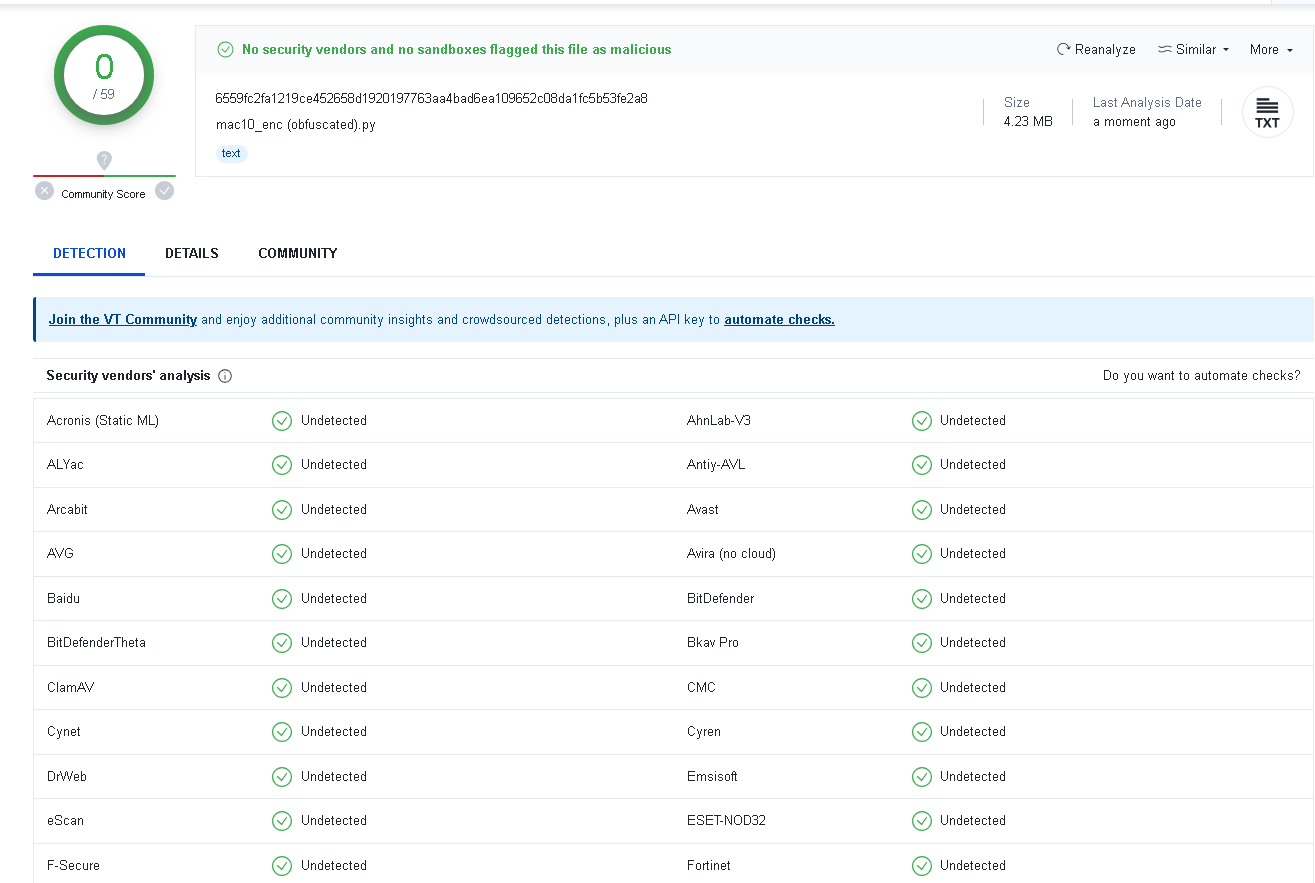 0
/ 59
Community Score
No security vendors and no sandboxes flagged this file as malicious
Reanalyze Similar More
6559fc2fa1219ce452658d1920197763aa4bad6ea109652c08da1fc5b53fe2a8
mac10_enc (obfuscated).py
text
Size
4.23 MB
Last Analysis Date
a moment ago
TXT
DETECTION DETAILS COMMUNITY
Join the VT Community and enjoy additional community insights and crowdsourced detections, plus an API key to automate checks.
Security vendors' analysis Do you want to automate checks?
Acronis (Static ML) Undetected AhnLab-V3 Undetected
ALYac Undetected Antiy-AVL Undetected
Arcabit Undetected Avast Undetected
AVG Undetected Avira (no cloud) Undetected
Baidu Undetected BitDefender Undetected
BitDefenderTheta Undetected Bkav Pro Undetected
ClamAV Undetected CMC Undetected
Cynet Undetected Cyren Undetected
DrWeb Undetected Emsisoft Undetected
eScan Undetected ESET-NOD32 Undetected
F-Secure Undetected Fortinet Undetected